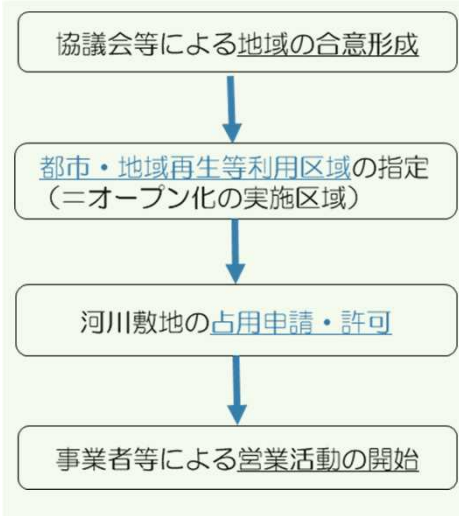 協議会等による地域の合意形成
都市・地域再生等利用区域の指定
（＝オープン化の実施区域）
河川敷地の占用申請・許可
事業者等による営業活動の開始